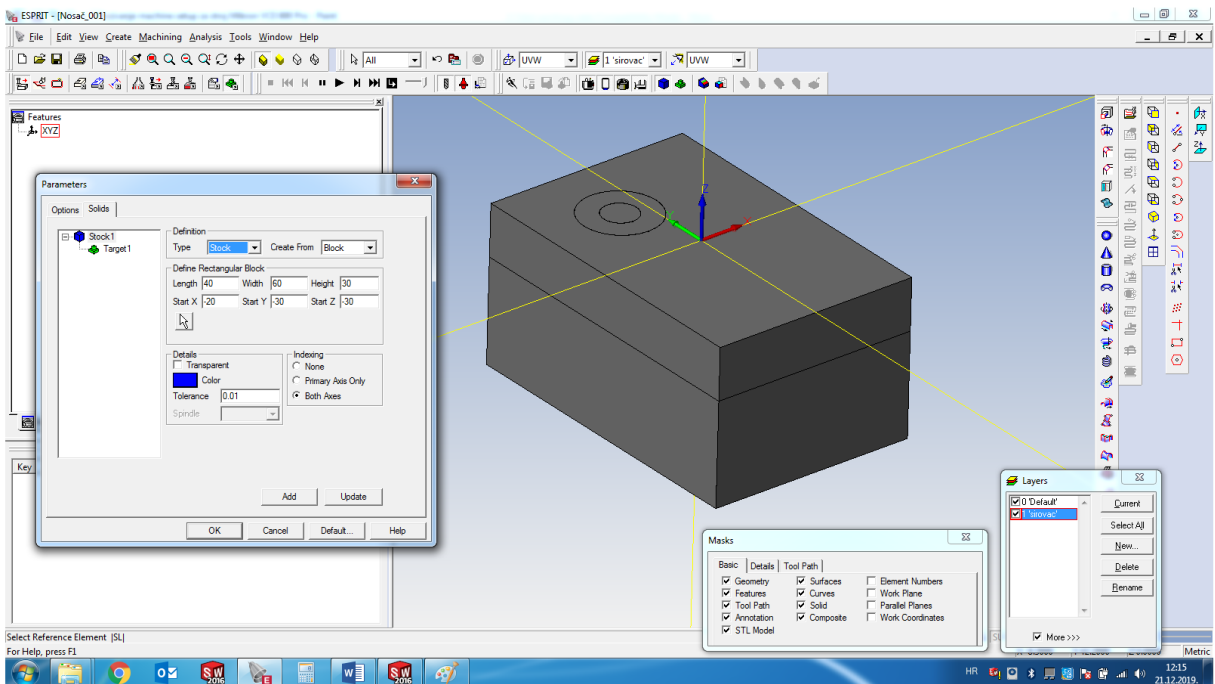 ESPRIT - [Nosač_001]
File Edit View Create Machining Analysis Tools Window Help
All UVW 1 'sirovac' UVW
Features
XYZ
Parameters
Options Solids
Stock1
Target1
Definition
Type Stock Create From Block
Define Rectangular Block
Length 40 Width 60 Height 30
Start X -20 Start Y -30 Start Z -30
Details
Transparent
Color
Tolerance 0.01
Spindle
Indexing
None
Primary Axis Only
Both Axes
Add Update
OK Cancel Default... Help
Key
Z
X
Masks
Basic Details Tool Path
Geometry Surfaces Element Numbers
Features Curves Work Plane
Tool Path Solid Parallel Planes
Annotation Composite Work Coordinates
STL Model
Layers
0 'Default'
1 'sirovac'
Current
Select All
New...
Delete
Rename
More >>>
Select Reference Element |SL|
For Help, press F1
Metric
HR
12:15
21.12.2019.